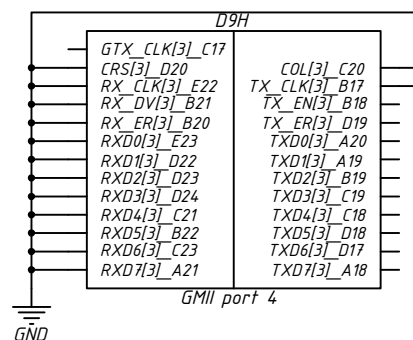 D9H
GTX_CLK[3]_C17
CRS[3]_D20
RX_CLK[3]_E22
RX_DV[3]_B21
RX_ER[3]_B20
RXD0[3]_E23
RXD1[3]_D22
RXD2[3]_D23
RXD3[3]_D24
RXD4[3]_C21
RXD5[3]_B22
RXD6[3]_C23
RXD7[3]_A21
COL[3]_C20
TX_CLK[3]_B17
TX_EN[3]_B18
TX_ER[3]_D19
TXD0[3]_A20
TXD1[3]_A19
TXD2[3]_B19
TXD3[3]_C19
TXD4[3]_C18
TXD5[3]_D18
TXD6[3]_D17
TXD7[3]_A18
GMII port 4
GND